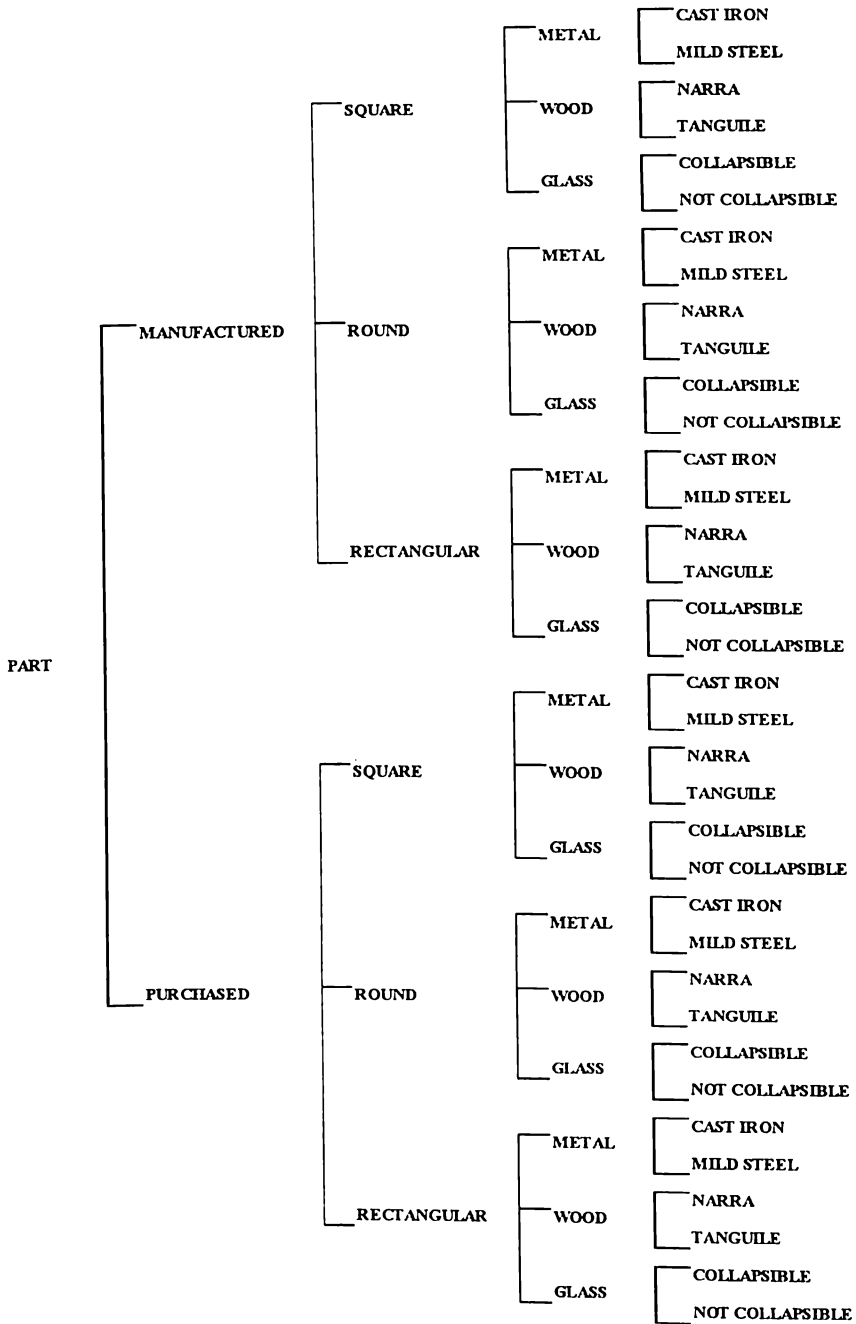 CAST IRON
METAL
MILD STEEL
NARRA
SQUARE
WOOD
TANGUILE
COLLAPSIBLE
GLASS
NOT COLLAPSIBLE
CAST IRON
METAL
MILD STEEL
NARRA
MANUFACTURED
ROUND
WOOD
TANGUILE
COLLAPSIBLE
GLASS
NOT COLLAPSIBLE
CAST IRON
METAL
MILD STEEL
NARRA
RECTANGULAR
WOOD
TANGUILE
COLLAPSIBLE
GLASS
NOT COLLAPSIBLE
PART
CAST IRON
METAL
MILD STEEL
NARRA
SQUARE
WOOD
TANGUILE
COLLAPSIBLE
GLASS
NOT COLLAPSIBLE
CAST IRON
METAL
MILD STEEL
NARRA
PURCHASED
ROUND
WOOD
TANGUILE
COLLAPSIBLE
GLASS
NOT COLLAPSIBLE
CAST IRON
METAL
MILD STEEL
NARRA
RECTANGULAR
WOOD
TANGUILE
COLLAPSIBLE
GLASS
NOT COLLAPSIBLE